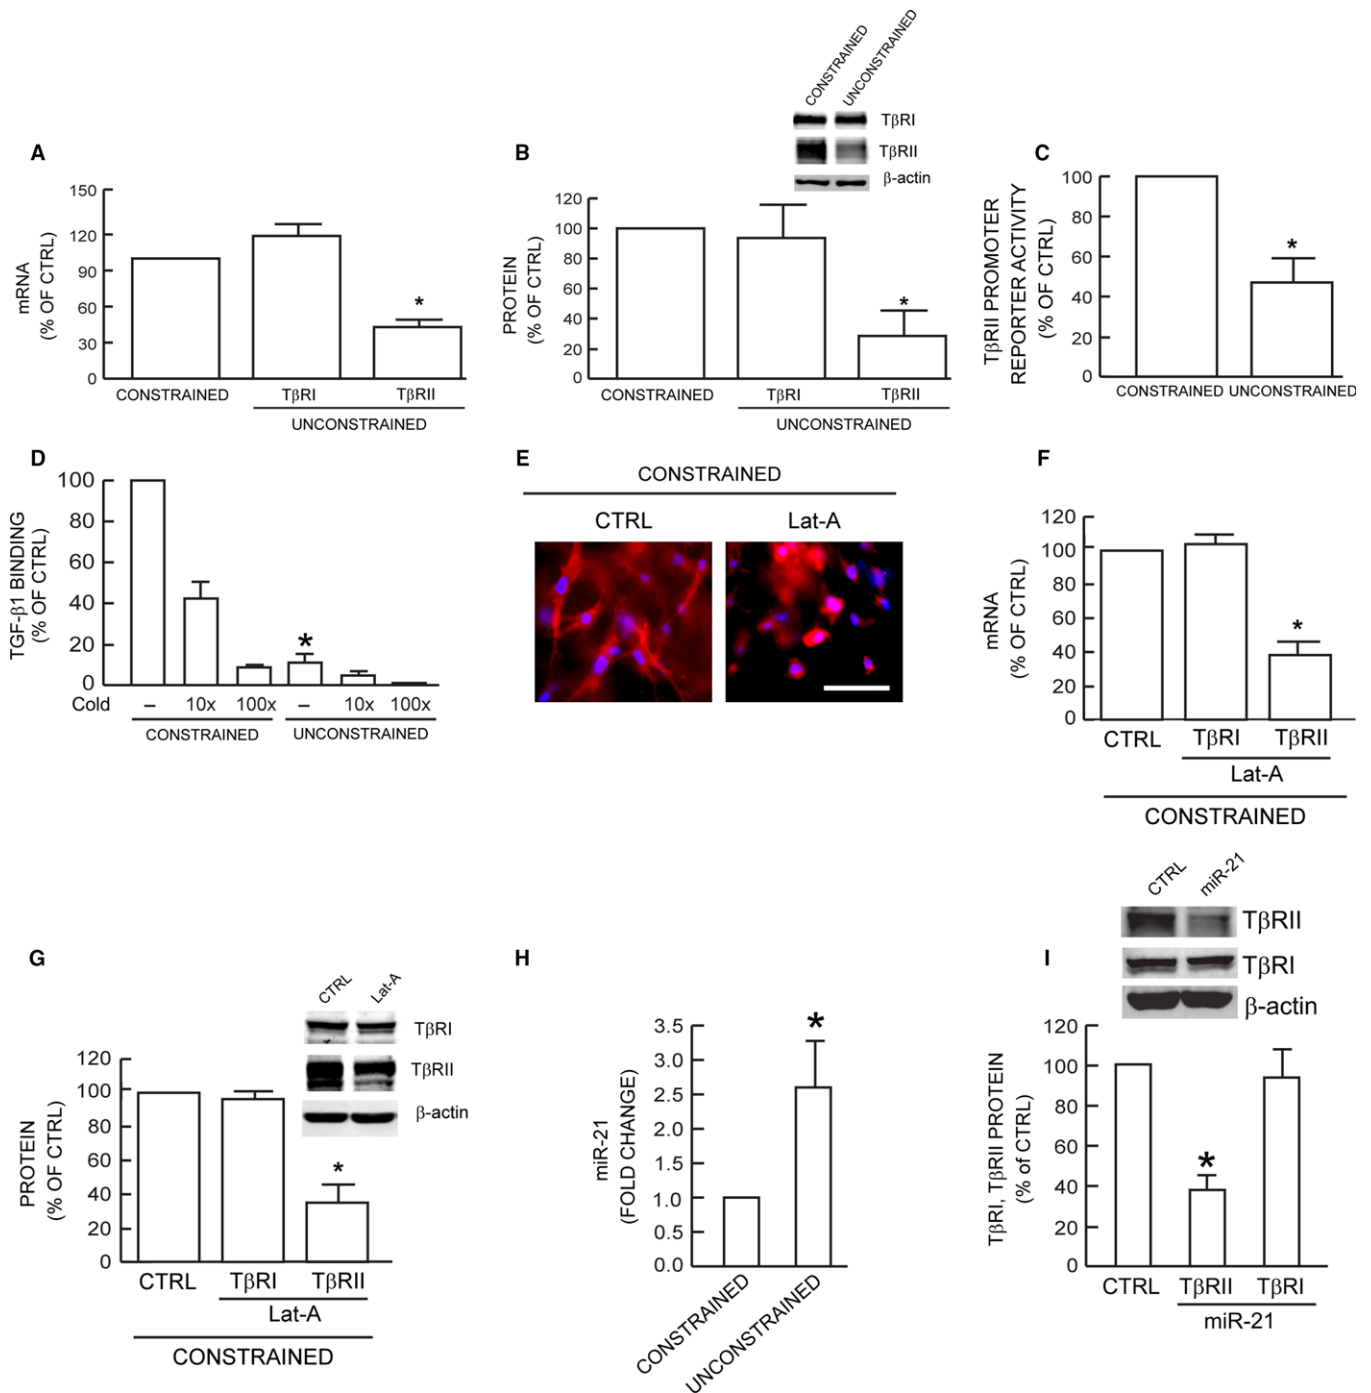 A
mRNA
(% OF CTRL)
150
120
90
60
30
0
*
CONSTRAINED
TβRI
TβRII
UNCONSTRAINED
B
CONSTRAINED
UNCONSTRAINED
TβRI
TβRII
β-actin
PROTEIN
(% OF CTRL)
120
100
80
60
40
20
0
*
CONSTRAINED
TβRI
TβRII
UNCONSTRAINED
C
TβRII PROMOTER
REPORTER ACTIVITY
(% OF CTRL)
100
80
60
40
20
0
*
CONSTRAINED
UNCONSTRAINED
D
TGF-β1 BINDING
(% OF CTRL)
100
80
60
40
20
0
*
Cold – 10x 100x – 10x 100x
CONSTRAINED
UNCONSTRAINED
E
CONSTRAINED
CTRL
Lat-A
F
mRNA
(% OF CTRL)
120
100
80
60
40
20
0
*
CTRL
TβRI
TβRII
Lat-A
CONSTRAINED
G
CTRL
Lat-A
TβRI
TβRII
β-actin
PROTEIN
(% OF CTRL)
120
100
80
60
40
20
0
*
CTRL
TβRI
TβRII
Lat-A
CONSTRAINED
H
miR-21
(FOLD CHANGE)
3.5
3.0
2.5
2.0
1.5
1.0
0.5
0.0
*
CONSTRAINED
UNCONSTRAINED
I
CTRL
miR-21
TβRII
TβRI
β-actin
TβRI, TβRII PROTEIN
(% of CTRL)
120
100
80
60
40
20
0
*
CTRL
TβRII
TβRI
miR-21